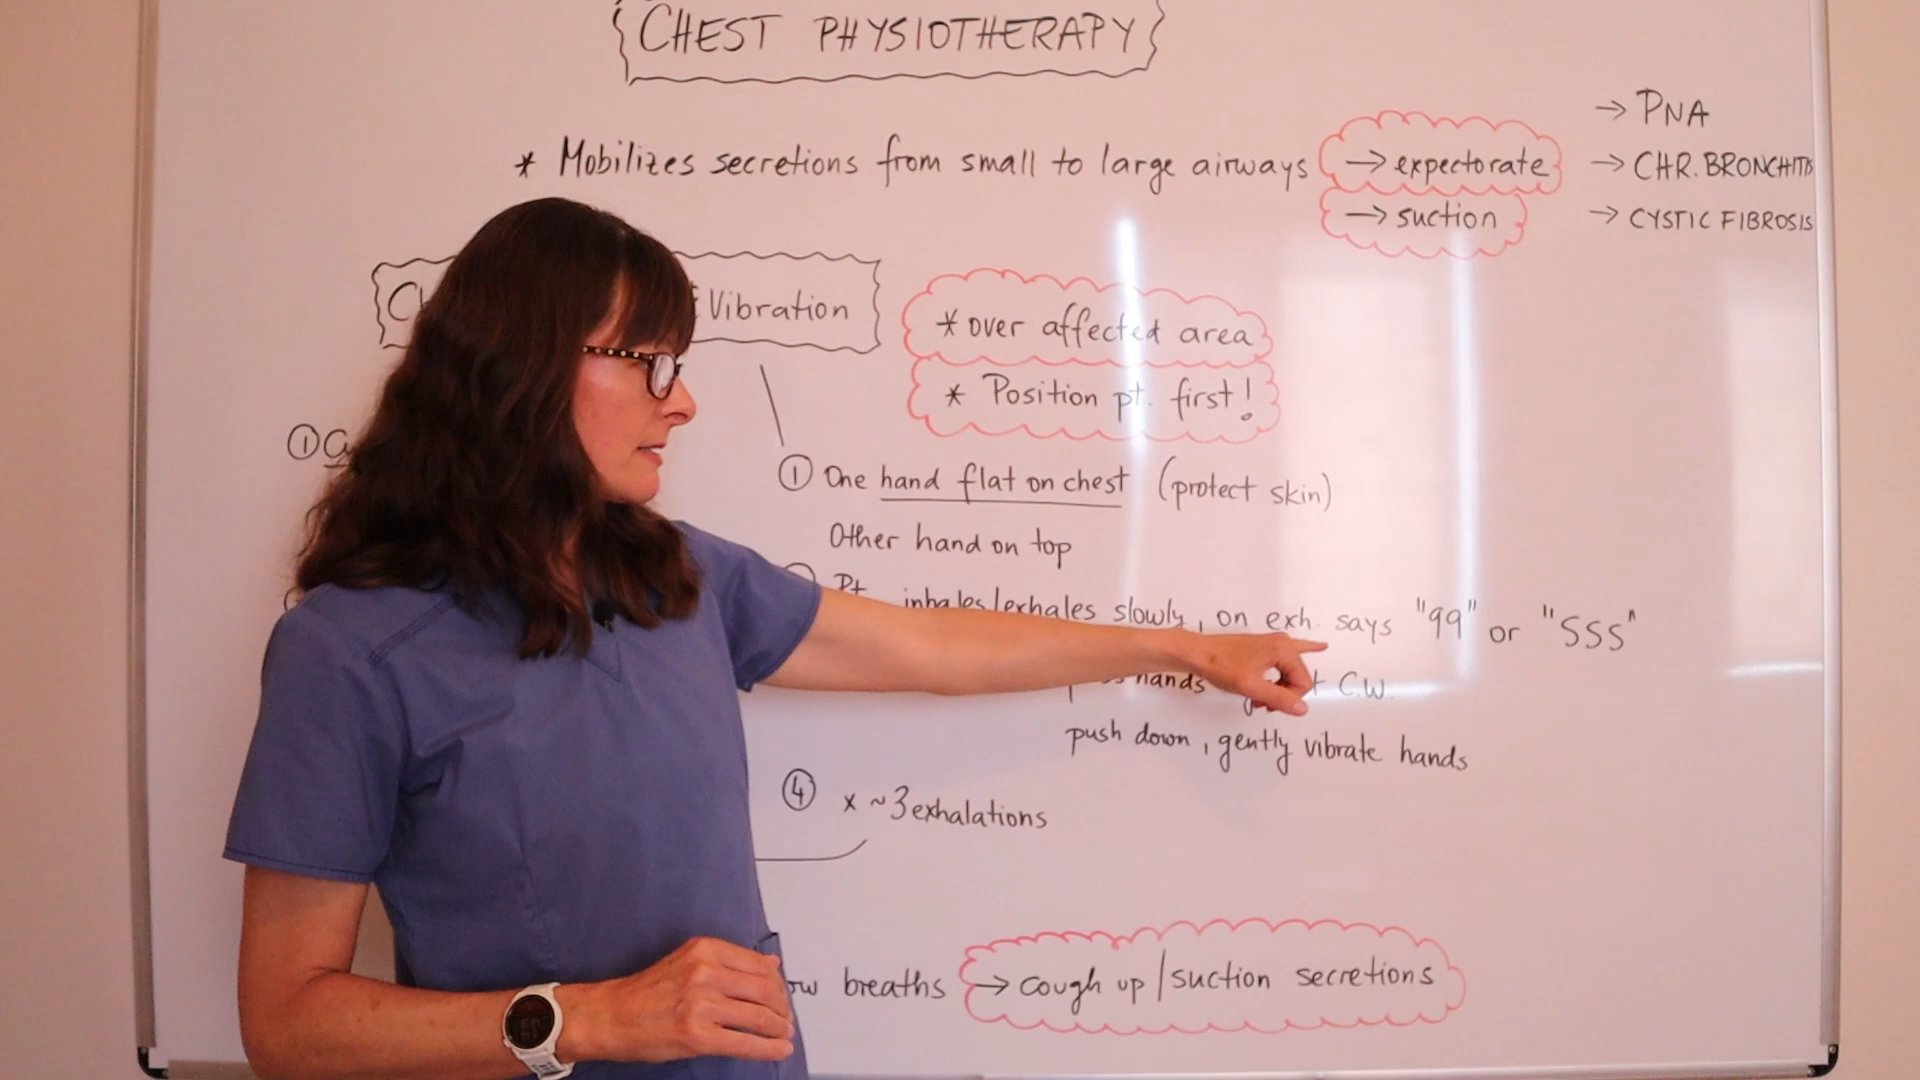 CHEST PHYSIOTHERAPY
* Mobilizes secretions from small to large airways → expectorate
→ suction
→ PNA
→ CHR. BRONCHITIS
→ CYSTIC FIBROSIS
Vibration
* over affected area
* Position pt. first!
① One hand flat on chest (protect skin)
Other hand on top
Pt. inhales/exhales slowly, on exh. says "99" or "SSS"
hands C.W.
push down, gently vibrate hands
④ x ~3 exhalations
breaths → cough up / suction secretions
①